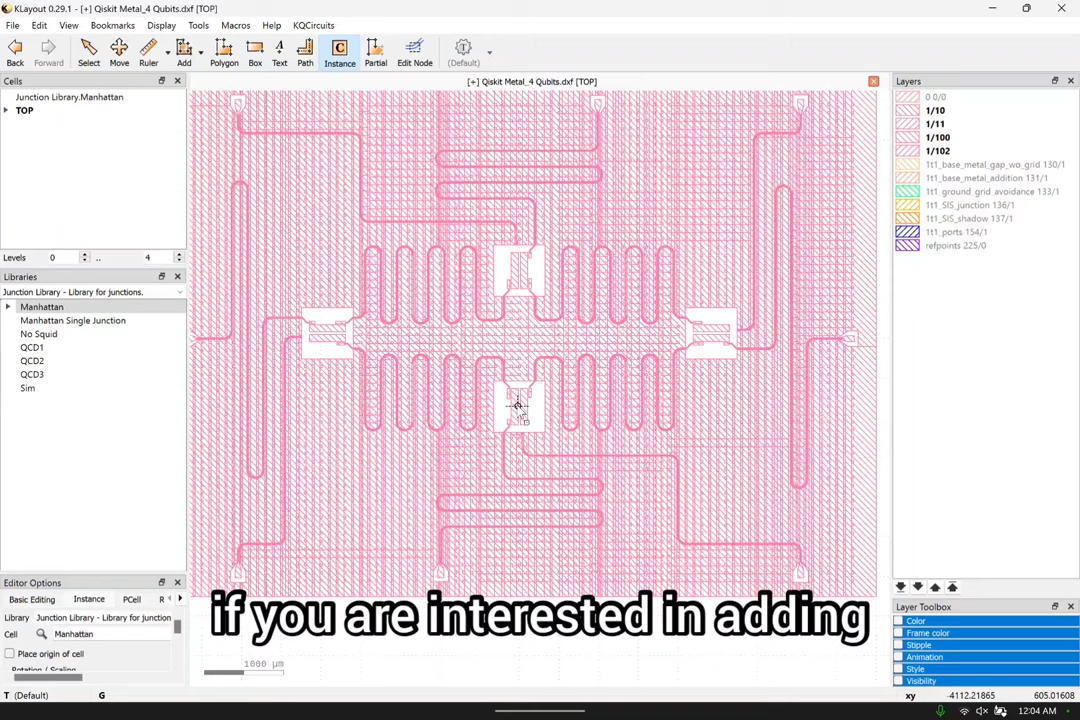 KLayout 0.29.1 - Qiskit Metal_4 Qubits.dxf [TOP]
File Edit View Bookmarks Display Tools Macros Help KQCircuits
Back Forward Select Move Ruler Add Polygon Box Text Path Instance Partial Edit Node (Default)
Cells
[+] Qiskit Metal_4 Qubits.dxf [TOP]
Layers
Junction Library.Manhattan
TOP
0 0/0
1/10
1/11
1/100
1/102
1t1_base_metal_gap_wo_grid 130/1
1t1_base_metal_addition 131/1
1t1_ground_grid_avoidance 133/1
1t1_SIS_junction 136/1
1t1_SIS_shadow 137/1
1t1_ports 154/1
refpoints 225/0
Levels 0 .. 4
Libraries
Junction Library - Library for junctions.
Manhattan
Manhattan Single Junction
No Squid
QCD1
QCD2
QCD3
Sim
Editor Options
Basic Editing Instance PCell R
Library Junction Library - Library for junction
Cell Manhattan
Place origin of cell
Rotation / Scaling
if you are interested in adding
1000 µm
Layer Toolbox
Color
Frame color
Stipple
Animation
Style
Visibility
T (Default) G xy -4112.21865 605.01608
12:04 AM